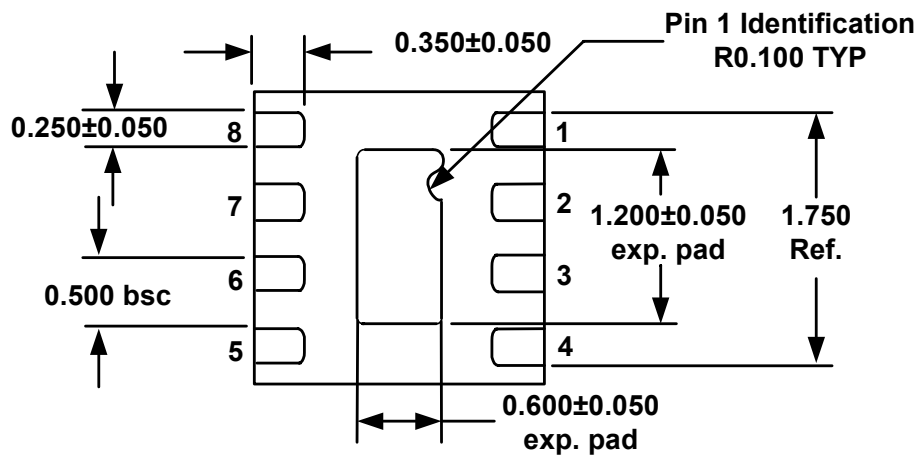 Pin 1 Identification
R0.100 TYP
0.350±0.050
0.250±0.050
8
1
7
2
1.200±0.050
exp. pad
1.750
Ref.
6
3
0.500 bsc
5
4
0.600±0.050
exp. pad